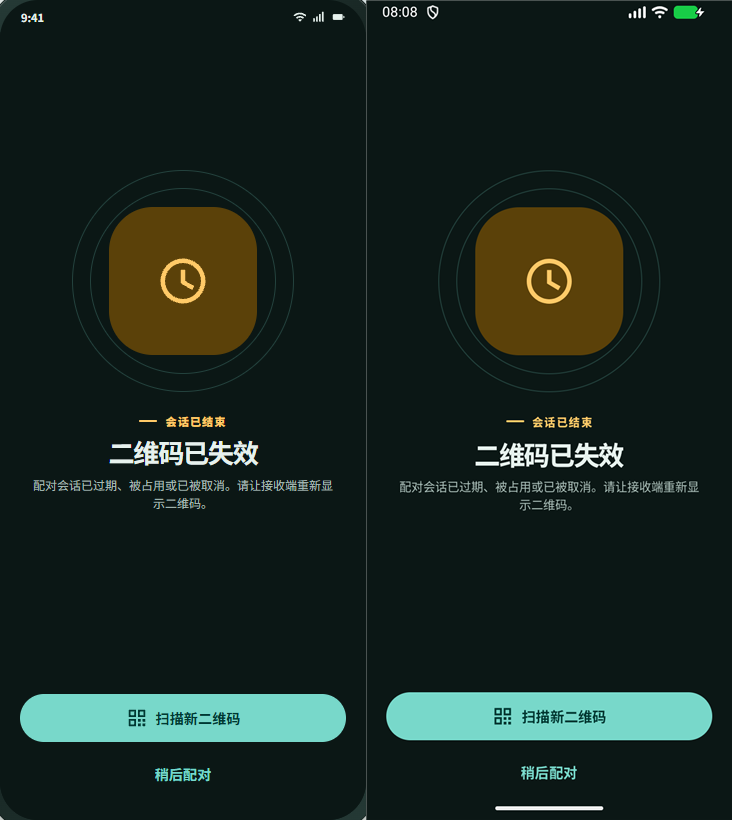 9:41
会话已结束
二维码已失效
配对会话已过期、被占用或已被取消。请让接收端重新显
示二维码。
扫描新二维码
稍后配对
08:08
会话已结束
二维码已失效
配对会话已过期、被占用或已被取消。请让接收端重新显
示二维码。
扫描新二维码
稍后配对